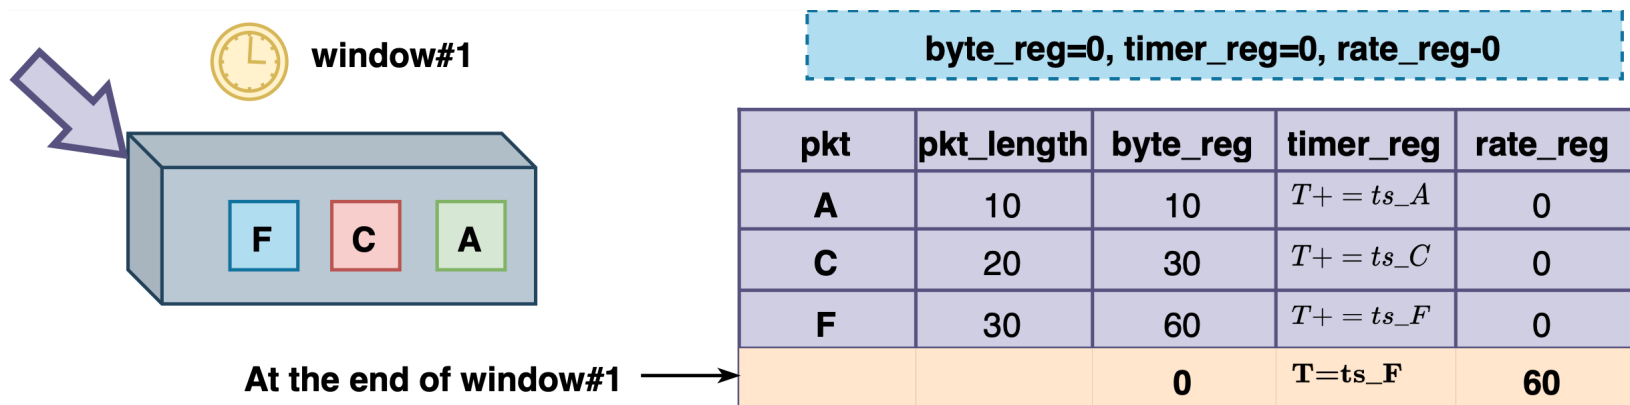 window#1
byte_reg=0, timer_reg=0, rate_reg-0
pkt pkt_length byte_reg timer_reg rate_reg
A 10 10 T+ = ts_A 0
C 20 30 T+ = ts_C 0
F 30 60 T+ = ts_F 0
F C A
At the end of window#1 0 T=ts_F 60